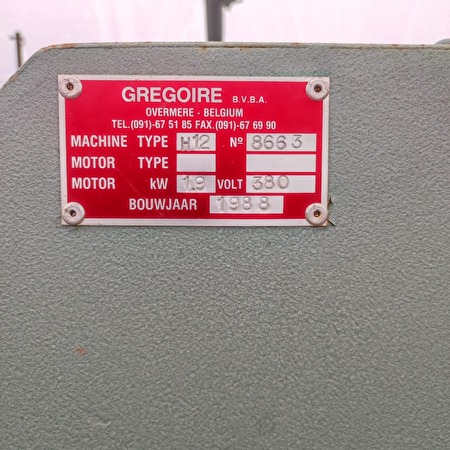 GREGOIRE B.V.B.A.
OVERMERE - BELGIUM
TEL.(091)-67 51 85 FAX.(091)-67 69 90
MACHINE TYPE H12 Nº 8663
MOTOR TYPE
MOTOR kW 1.9 VOLT 380
BOUWJAAR 1988